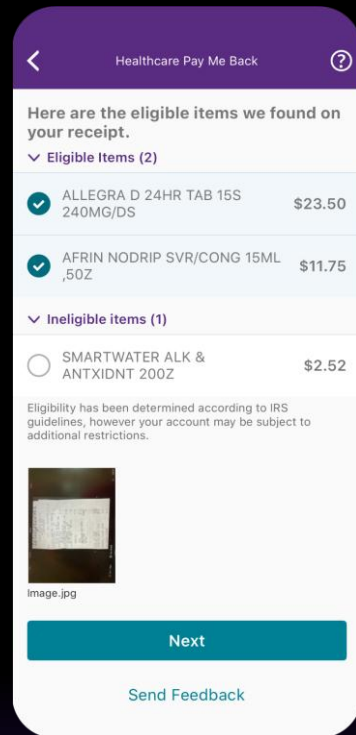 Healthcare Pay Me Back
Here are the eligible items we found on
your receipt.
Eligible Items (2)
ALLEGRA D 24HR TAB 15S
240MG/DS
$23.50
AFRIN NODRIP SVR/CONG 15ML
,50Z
$11.75
Ineligible items (1)
SMARTWATER ALK &
ANTXIDNT 200Z
$2.52
Eligibility has been determined according to IRS
guidelines, however your account may be subject to
additional restrictions.
Image.jpg
Next
Send Feedback